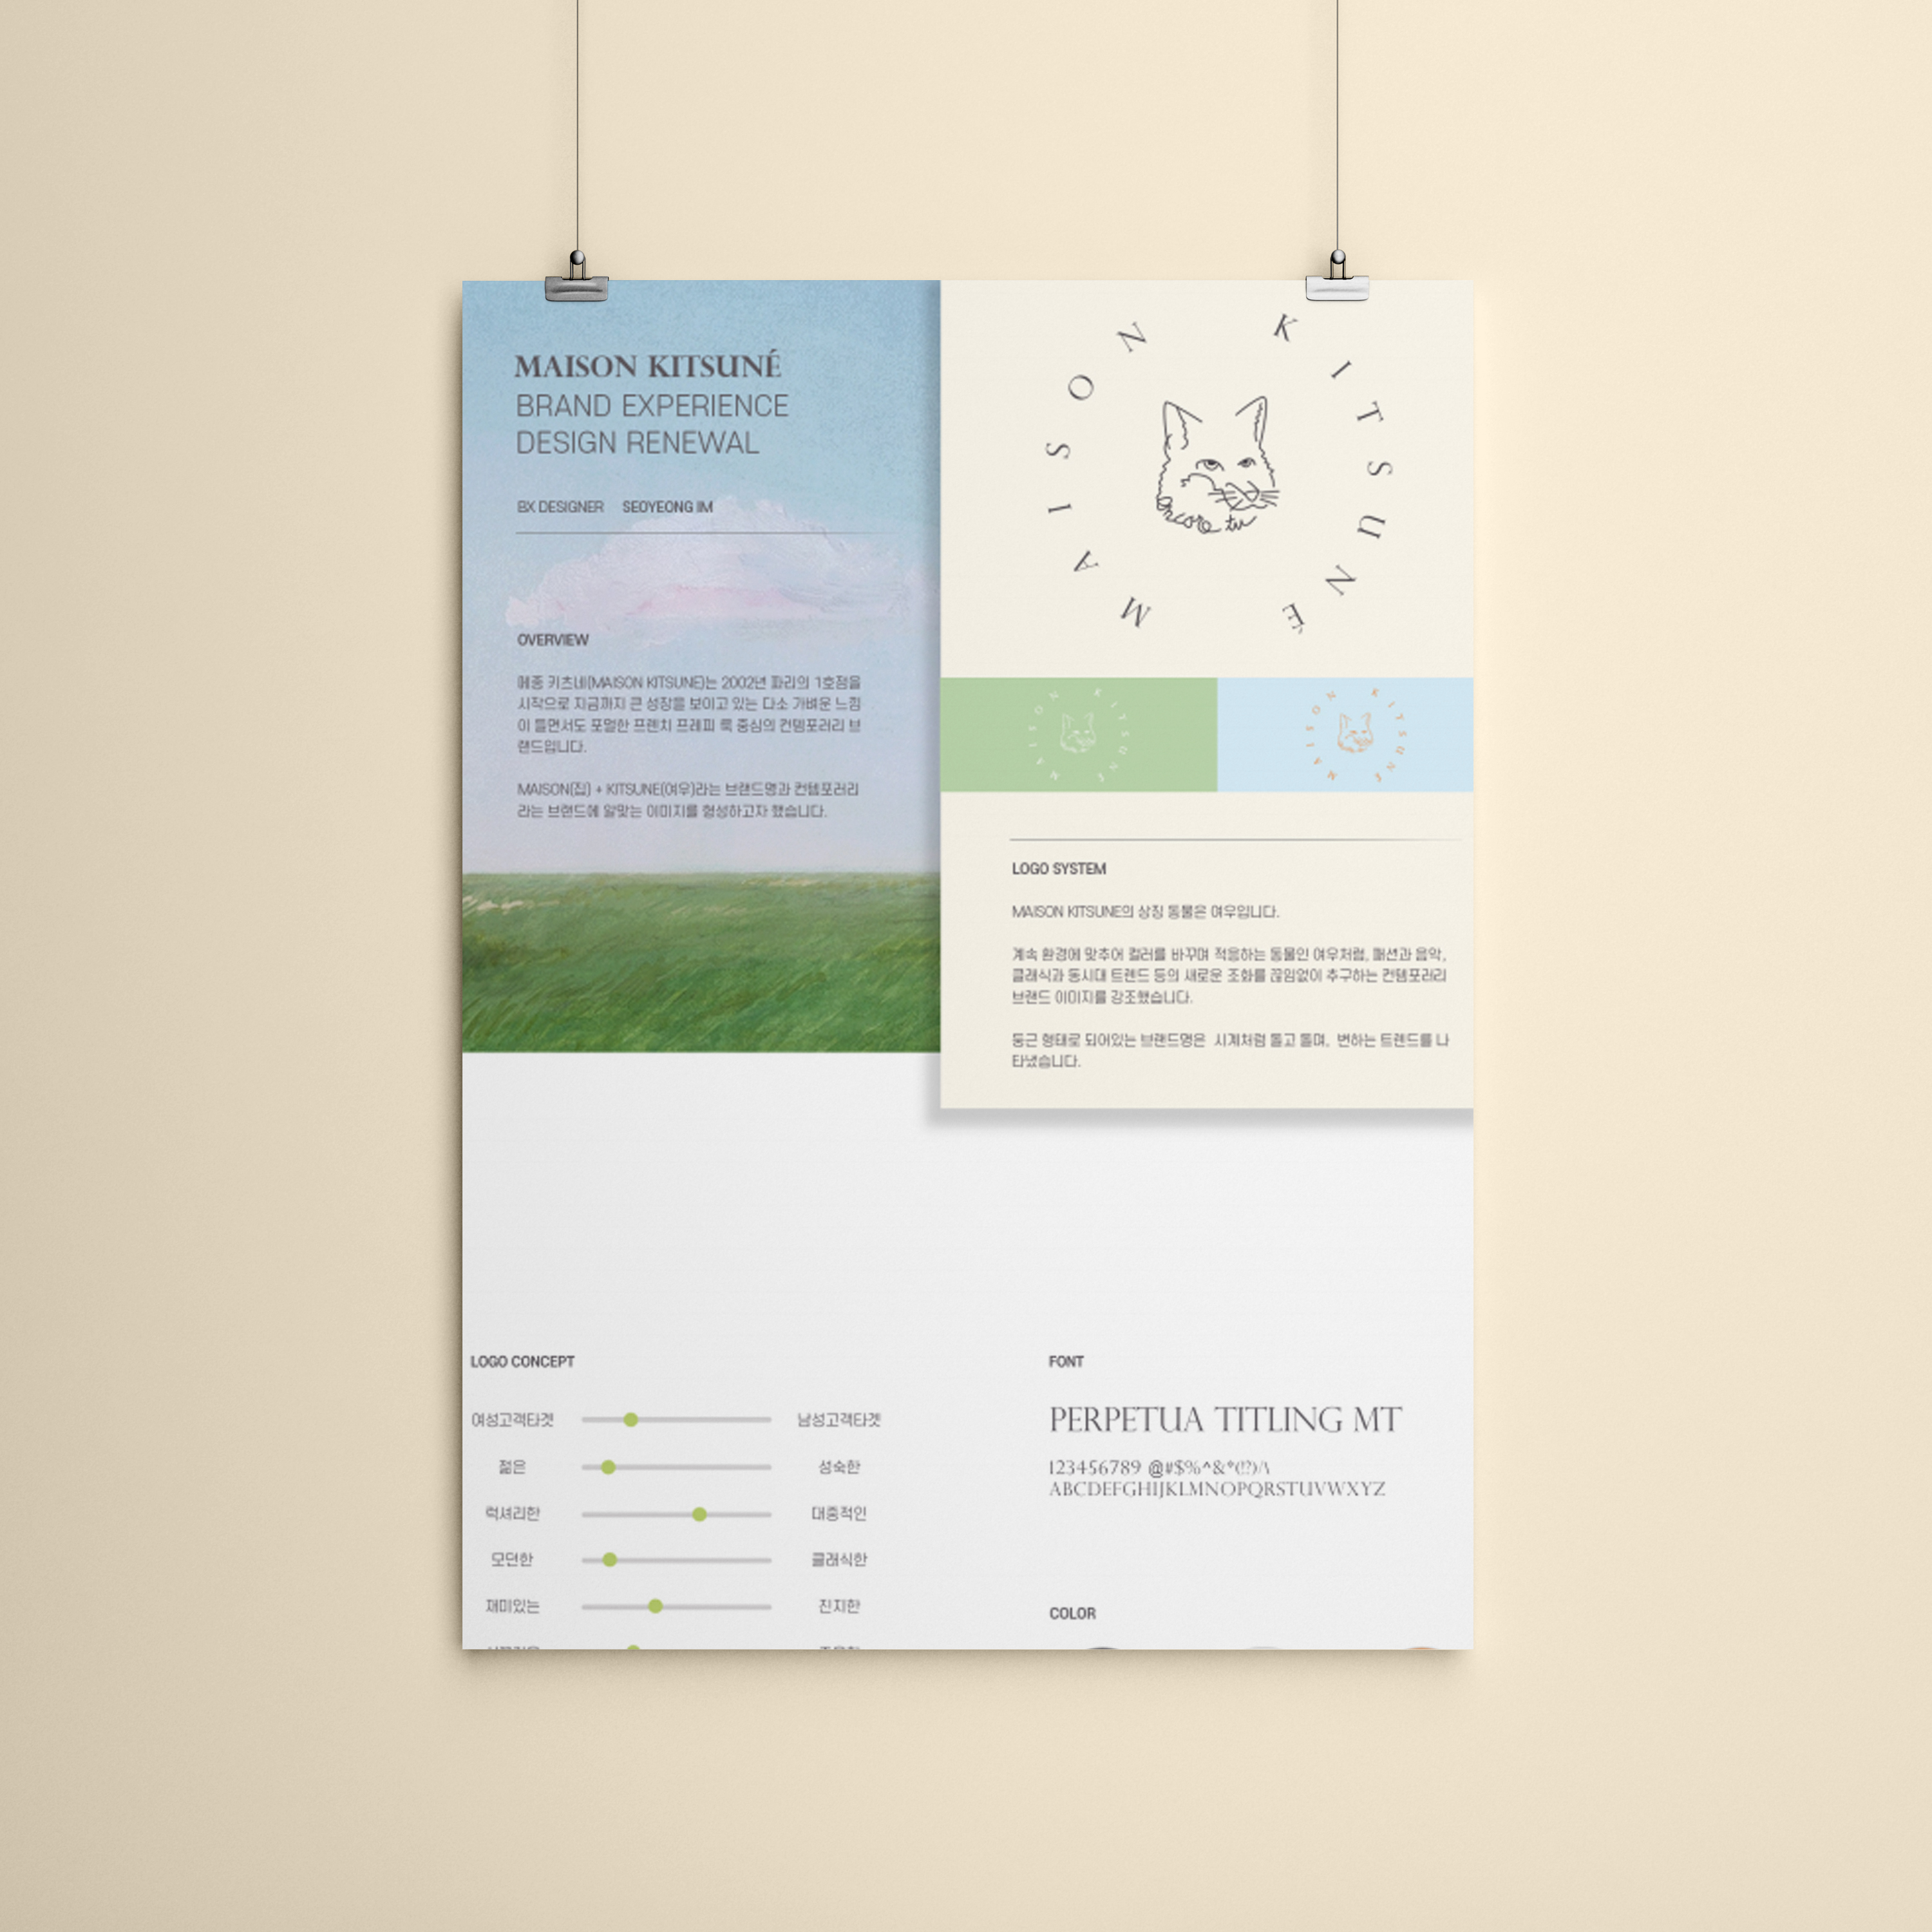 MAISON KITSUNÉ
BRAND EXPERIENCE
DESIGN RENEWAL
BX DESIGNER SEOYEONG IM
OVERVIEW
메종 키츠네(MAISON KITSUNE)는 2002년 파리의 1호점을
시작으로 지금까지 큰 성장을 보이고 있는 다소 가벼운 느낌
이 들면서도 포멀한 프렌치 프레피 룩 중심의 컨템포러리 브
랜드입니다.
MAISON(집) + KITSUNE(여우)라는 브랜드명과 컨템포러리
라는 브랜드에 알맞는 이미지를 형성하고자 했습니다.
MAISON KITSUNÉ
encore tu
MAISON KITSUNÉ
MAISON KITSUNÉ
LOGO SYSTEM
MAISON KITSUNE의 상징 동물은 여우입니다.
계속 환경에 맞추어 컬러를 바꾸며 적응하는 동물인 여우처럼, 패션과 음악,
클래식과 동시대 트렌드 등의 새로운 조화를 끊임없이 추구하는 컨템포러리
브랜드 이미지를 강조했습니다.
둥근 형태로 되어있는 브랜드명은 시계처럼 돌고 돌며, 변하는 트렌드를 나
타냈습니다.
LOGO CONCEPT
여성고객타겟 남성고객타겟
젊은 성숙한
럭셔리한 대중적인
모던한 클래식한
재미있는 진지한
FONT
PERPETUA TITLING MT
123456789 @#$%^&*(!?)/\
ABCDEFGHIJKLMNOPQRSTUVWXYZ
COLOR